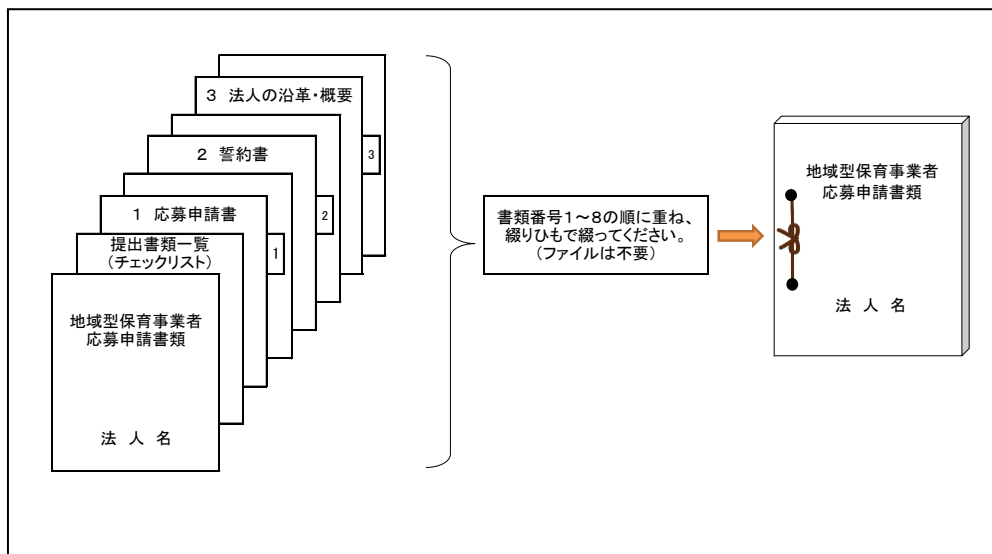 3 法人の沿革・概要
3
2 誓約書
2
1 応募申請書
1
提出書類一覧
(チェックリスト)
地域型保育事業者
応募申請書類
法 人 名
書類番号1~8の順に重ね、
綴りひもで綴ってください。
(ファイルは不要)
地域型保育事業者
応募申請書類
法 人 名